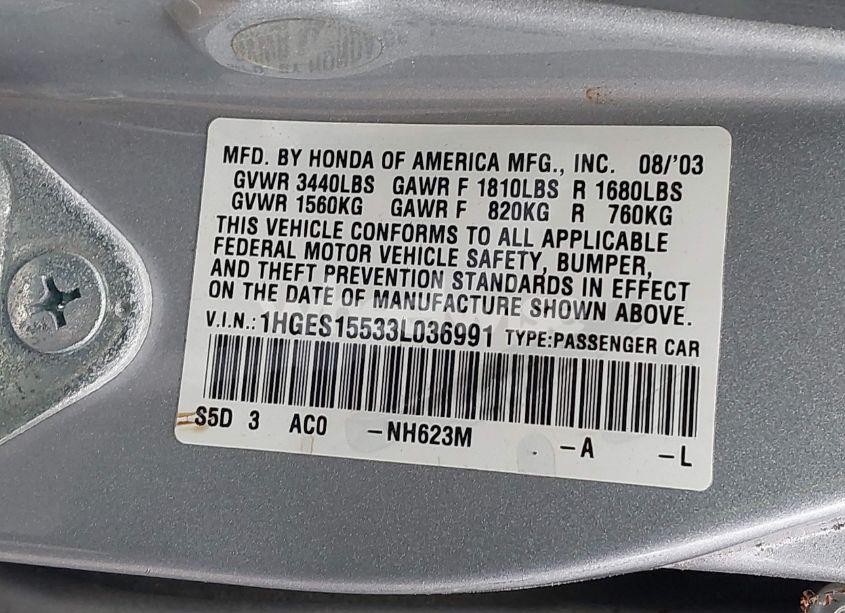 MFD. BY HONDA OF AMERICA MFG., INC. 08/'03
GVWR 3440LBS GAWR F 1810LBS R 1680LBS
GVWR 1560KG GAWR F 820KG R 760KG
THIS VEHICLE CONFORMS TO ALL APPLICABLE
FEDERAL MOTOR VEHICLE SAFETY, BUMPER,
AND THEFT PREVENTION STANDARDS IN EFFECT
ON THE DATE OF MANUFACTURE SHOWN ABOVE.
V.I.N.: 1HGES15533L036991 TYPE:PASSENGER CAR
S5D 3 AC0 -NH623M -A -L